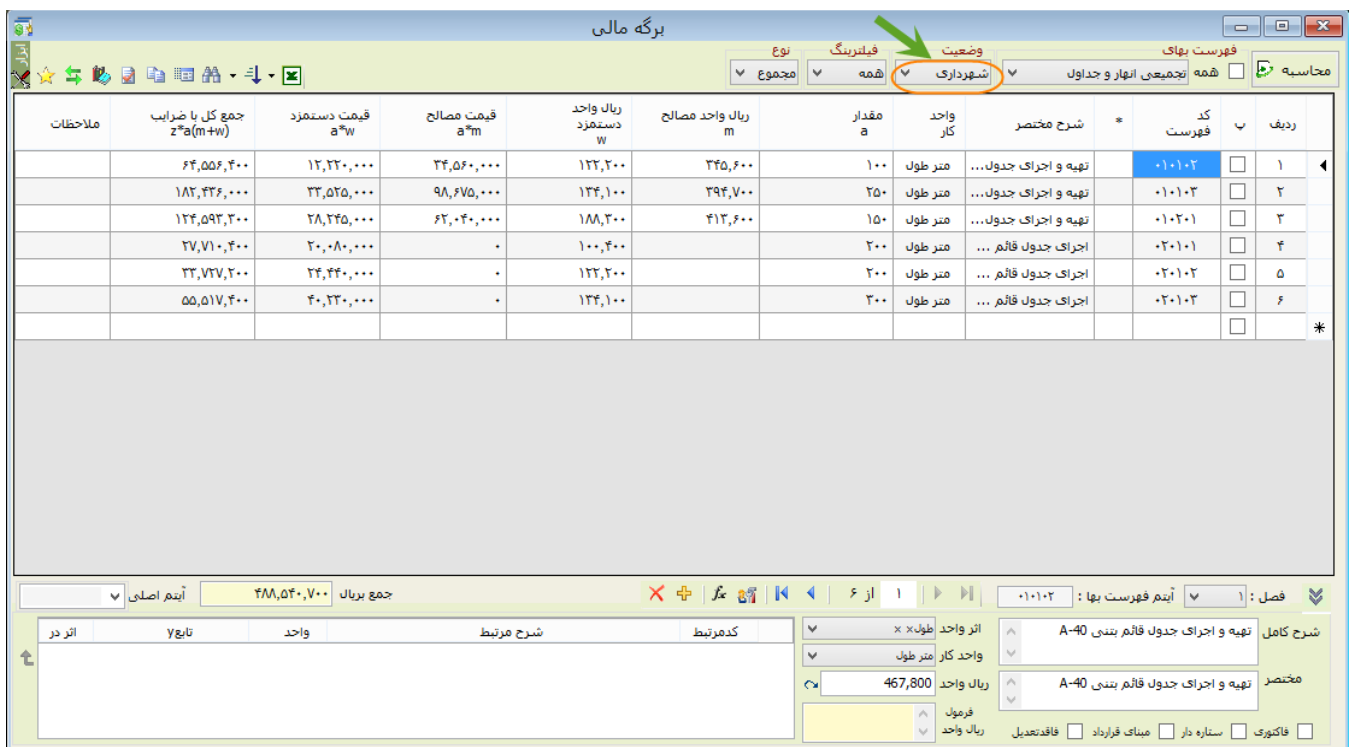 برگه مالی
ابزار
محاسبه
فهرست بهای
همه
تجمیعی انهار و جداول
وضعیت
شهرداری
فیلترینگ
همه
نوع
مجموع
ردیف	پ	کد فهرست	*	شرح مختصر	واحد کار	مقدار a	ریال واحد مصالح m	ریال واحد دستمزد w	قیمت مصالح a*m	قیمت دستمزد a*w	جمع کل با ضرایب z*a(m+w)	ملاحظات
۱	۰۱۰۱۰۲	تهیه و اجرای جدول...	متر طول	۱۰۰	۳۴۵,۶۰۰	۱۲۲,۲۰۰	۳۴,۵۶۰,۰۰۰	۱۲,۲۲۰,۰۰۰	۶۴,۵۵۶,۴۰۰
۲	۰۱۰۱۰۳	تهیه و اجرای جدول...	متر طول	۲۵۰	۳۹۴,۷۰۰	۱۳۴,۱۰۰	۹۸,۶۷۵,۰۰۰	۳۳,۵۲۵,۰۰۰	۱۸۲,۴۳۶,۰۰۰
۳	۰۱۰۲۰۱	تهیه و اجرای جدول...	متر طول	۱۵۰	۴۱۳,۶۰۰	۱۸۸,۳۰۰	۶۲,۰۴۰,۰۰۰	۲۸,۲۴۵,۰۰۰	۱۲۴,۵۹۳,۳۰۰
۴	۰۲۰۱۰۱	اجرای جدول قائم ...	متر طول	۲۰۰	۱۰۰,۴۰۰	۰	۲۰,۰۸۰,۰۰۰	۲۷,۷۱۰,۴۰۰
۵	۰۲۰۱۰۲	اجرای جدول قائم ...	متر طول	۲۰۰	۱۲۲,۲۰۰	۰	۲۴,۴۴۰,۰۰۰	۳۳,۷۲۷,۲۰۰
۶	۰۲۰۱۰۳	اجرای جدول قائم ...	متر طول	۳۰۰	۱۳۴,۱۰۰	۰	۴۰,۲۳۰,۰۰۰	۵۵,۵۱۷,۴۰۰
فصل : ۱ آیتم فهرست بها : ۰۱۰۱۰۲
۱ از ۶
fx
جمع بریال ۴۸۸,۵۴۰,۷۰۰ آیتم اصلی
شرح کامل تهیه و اجرای جدول قائم بتنی A-40
مختصر تهیه و اجرای جدول قائم بتنی A-40
فاکتوری ستاره دار مبنای قرارداد فاقدتعدیل
اثر واحد طول× ×
واحد کار متر طول
ریال واحد 467,800
فرمول
ریال واحد
کدمرتبط	شرح مرتبط	واحد	تابعy	اثر در